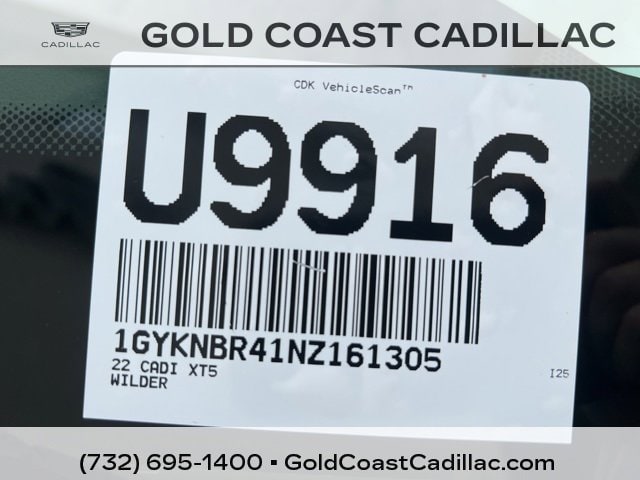 CADILLAC
GOLD COAST CADILLAC
CDK VehicleScan™
U9916
1GYKNBR41NZ161305
22 CADI XT5
WILDER
I25
(732) 695-1400 ▪ GoldCoastCadillac.com